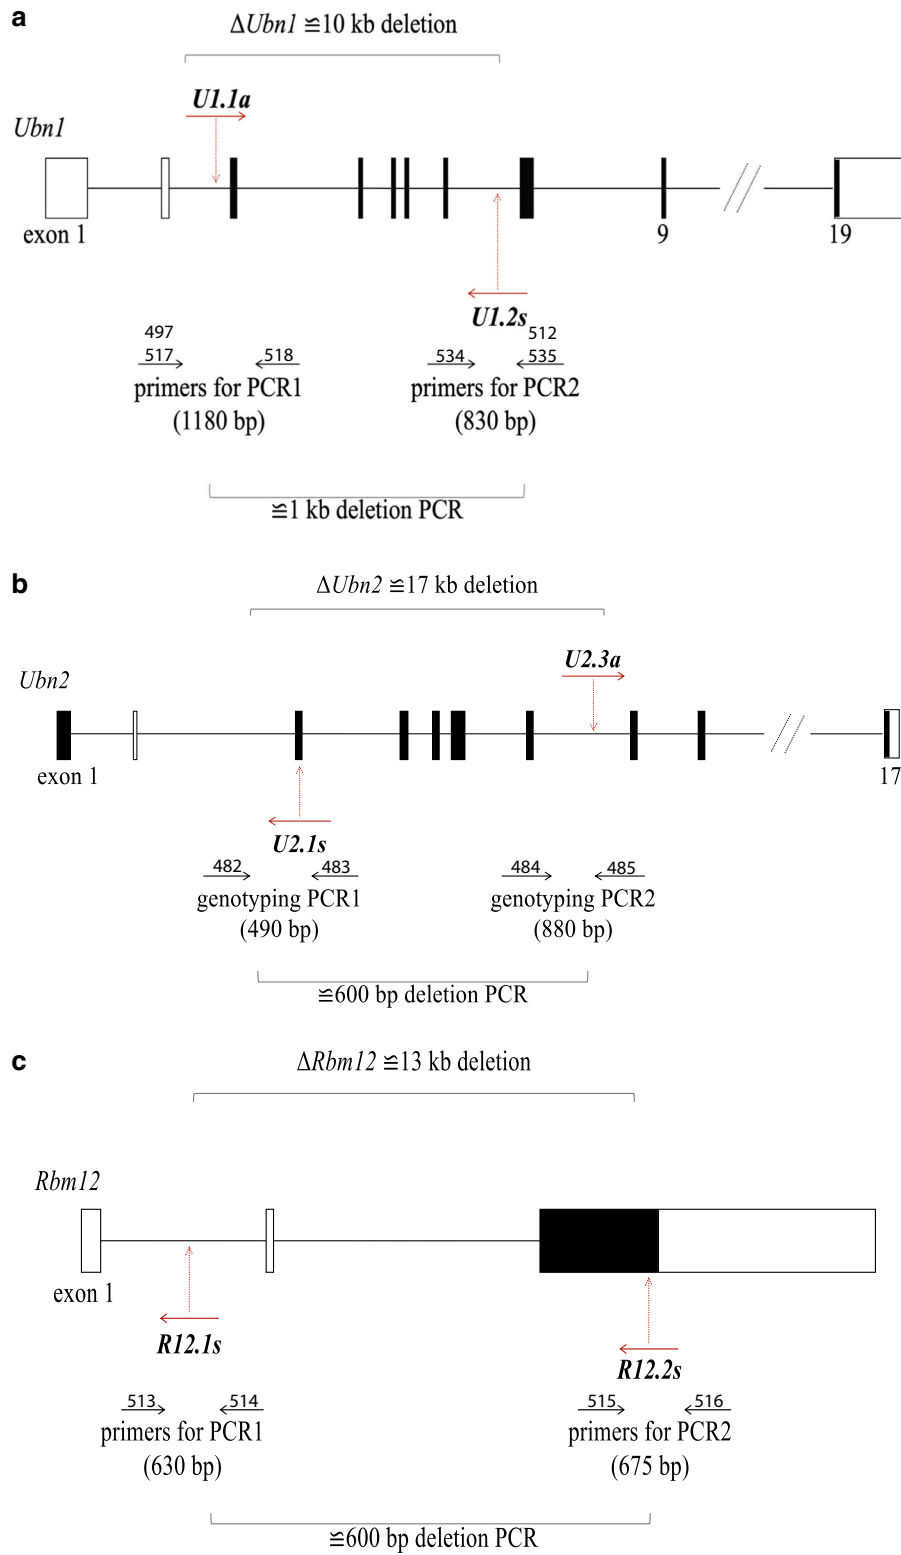 a
ΔUbn1 ≌10 kb deletion
U1.1a
Ubn1
exon 1
9
19
U1.2s
497
512
517
518
534
535
primers for PCR1
primers for PCR2
(1180 bp)
(830 bp)
≌1 kb deletion PCR
b
ΔUbn2 ≌17 kb deletion
U2.3a
Ubn2
exon 1
17
U2.1s
482
483
484
485
genotyping PCR1
genotyping PCR2
(490 bp)
(880 bp)
≌600 bp deletion PCR
c
ΔRbm12 ≌13 kb deletion
Rbm12
exon 1
R12.1s
R12.2s
513
514
515
516
primers for PCR1
primers for PCR2
(630 bp)
(675 bp)
≌600 bp deletion PCR